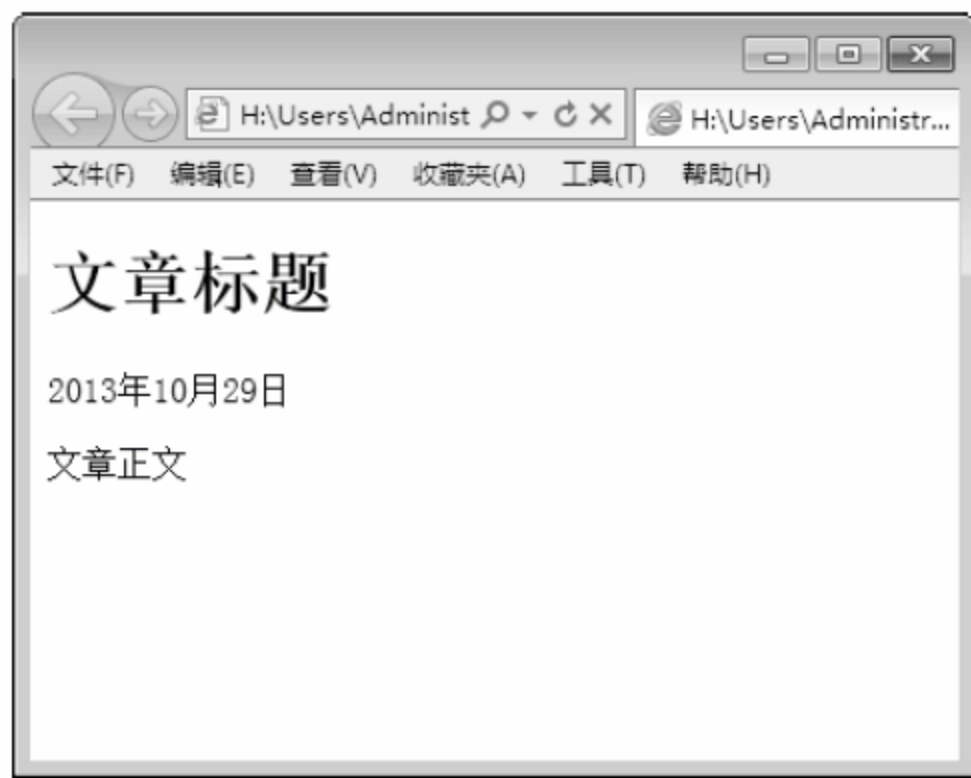 H:\Users\Administ
H:\Users\Administr...
文件(F) 编辑(E) 查看(V) 收藏夹(A) 工具(T) 帮助(H)
文章标题
2013年10月29日
文章正文